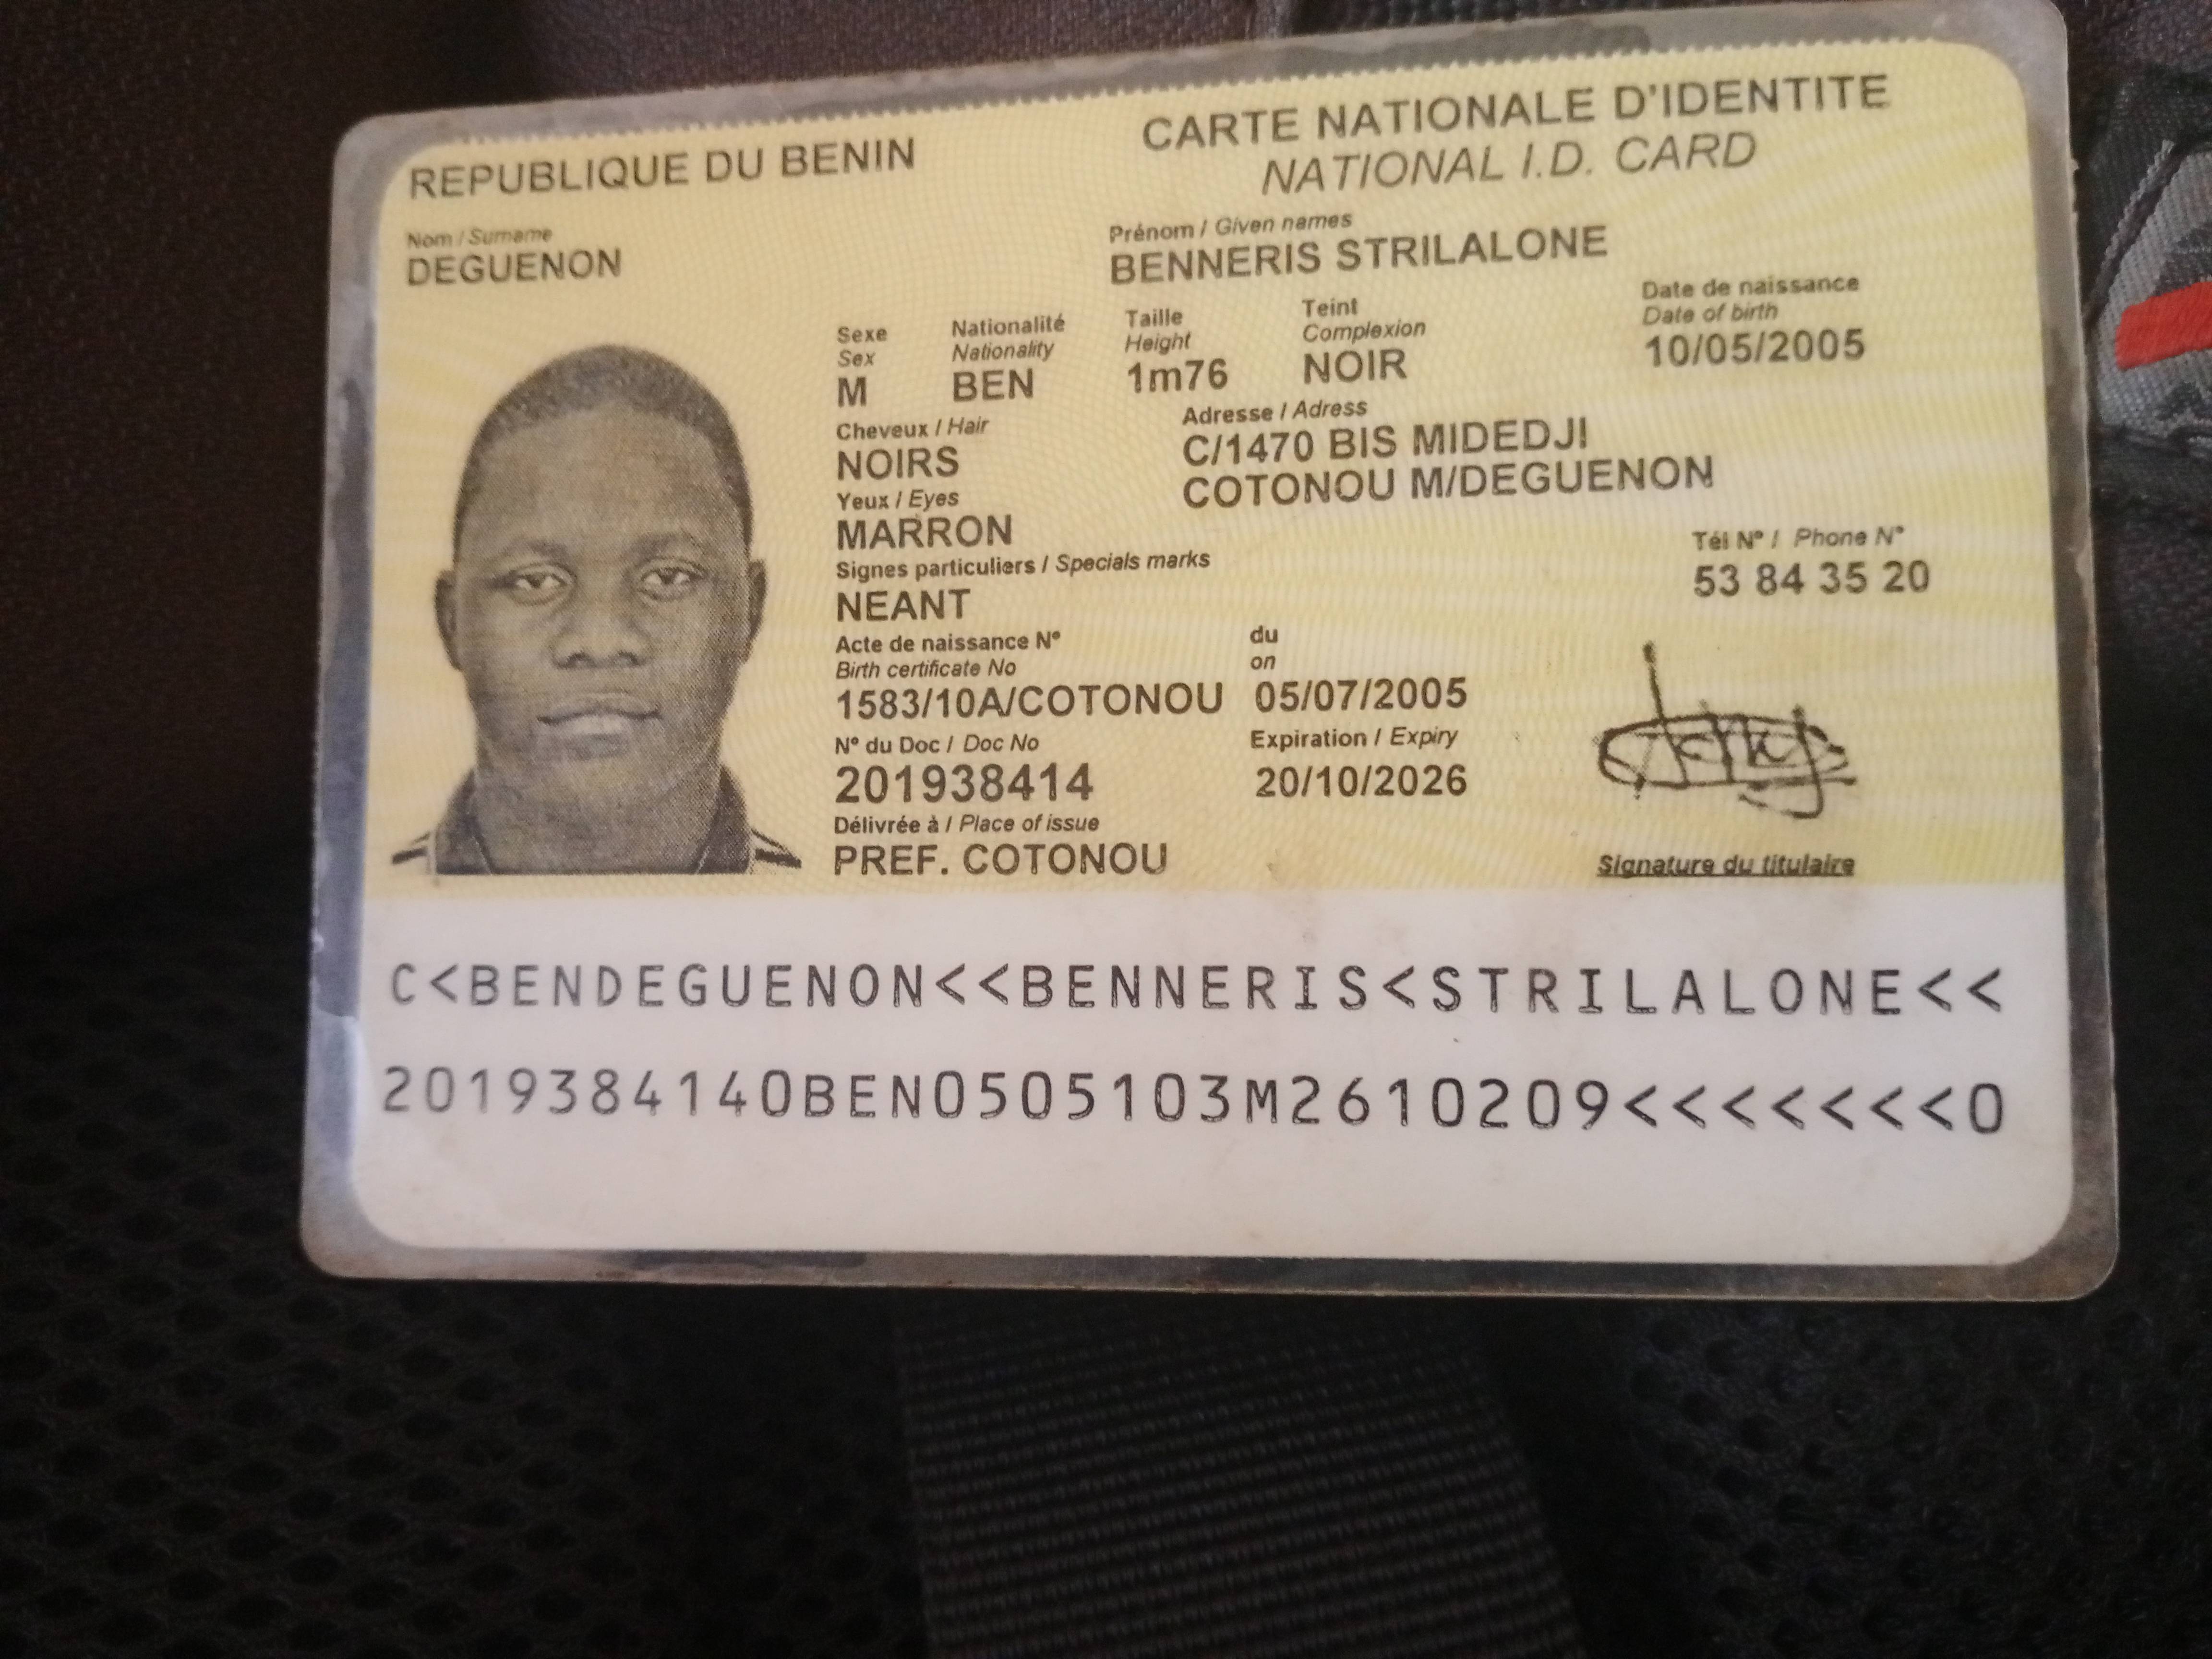 REPUBLIQUE DU BENIN
CARTE NATIONALE D'IDENTITE
NATIONAL I.D. CARD
Nom / Surname
DEGUENON
Prénom / Given names
BENNERIS STRILALONE
Sexe
Sex
M
Nationalité
Nationality
BEN
Taille
Height
1m76
Teint
Complexion
NOIR
Date de naissance
Date of birth
10/05/2005
Cheveux / Hair
NOIRS
Adresse / Adress
C/1470 BIS MIDEDJI
COTONOU M/DEGUENON
Yeux / Eyes
MARRON
Signes particuliers / Specials marks
NEANT
Tél N° / Phone N°
53 84 35 20
Acte de naissance N°
Birth certificate No
1583/10A/COTONOU
du
on
05/07/2005
N° du Doc / Doc No
201938414
Expiration / Expiry
20/10/2026
Délivrée à / Place of issue
PREF. COTONOU
Signature du titulaire
C<BENDEGUENON<<BENNERIS<STRILALONE<<
2019384140BEN0505103M2610209<<<<<<<0